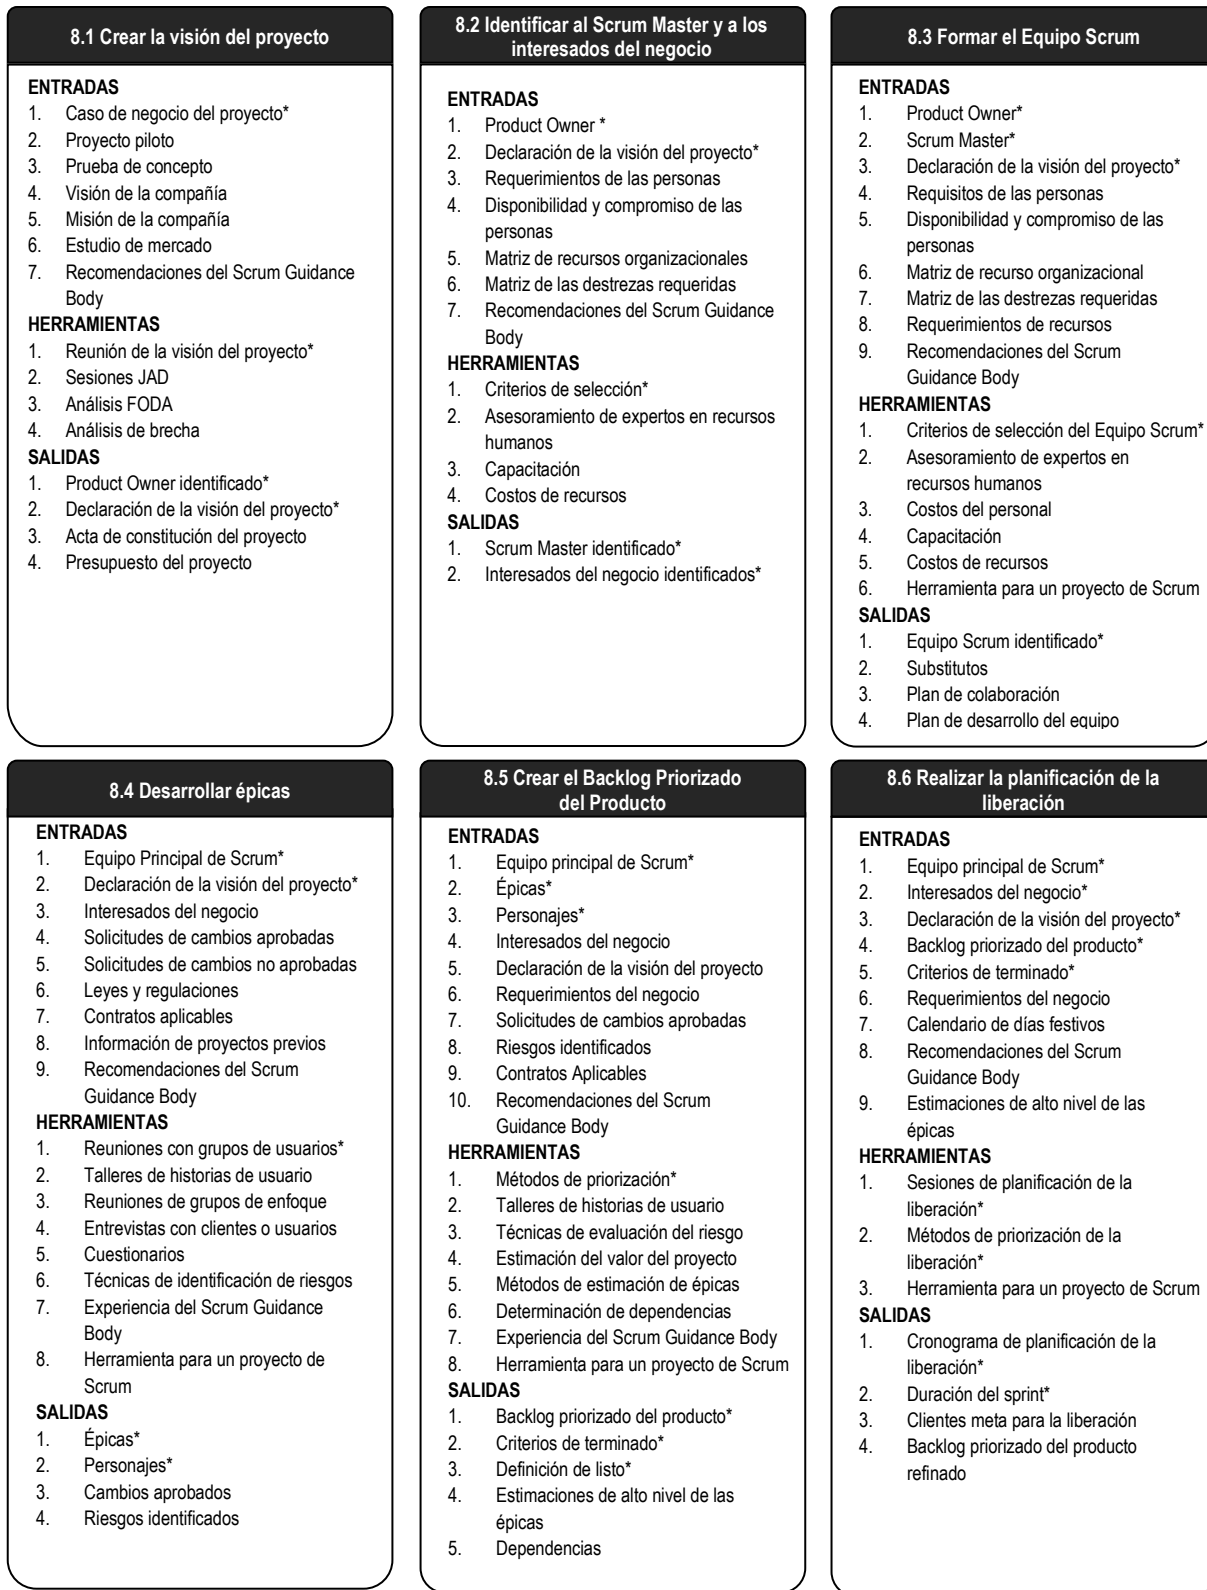 8.1 Crear la visión del proyecto
ENTRADAS
1. Caso de negocio del proyecto*
2. Proyecto piloto
3. Prueba de concepto
4. Visión de la compañía
5. Misión de la compañía
6. Estudio de mercado
7. Recomendaciones del Scrum Guidance
Body
HERRAMIENTAS
1. Reunión de la visión del proyecto*
2. Sesiones JAD
3. Análisis FODA
4. Análisis de brecha
SALIDAS
1. Product Owner identificado*
2. Declaración de la visión del proyecto*
3. Acta de constitución del proyecto
4. Presupuesto del proyecto
8.2 Identificar al Scrum Master y a los
interesados del negocio
ENTRADAS
1. Product Owner *
2. Declaración de la visión del proyecto*
3. Requerimientos de las personas
4. Disponibilidad y compromiso de las
personas
5. Matriz de recursos organizacionales
6. Matriz de las destrezas requeridas
7. Recomendaciones del Scrum Guidance
Body
HERRAMIENTAS
1. Criterios de selección*
2. Asesoramiento de expertos en recursos
humanos
3. Capacitación
4. Costos de recursos
SALIDAS
1. Scrum Master identificado*
2. Interesados del negocio identificados*
8.3 Formar el Equipo Scrum
ENTRADAS
1. Product Owner*
2. Scrum Master*
3. Declaración de la visión del proyecto*
4. Requisitos de las personas
5. Disponibilidad y compromiso de las
personas
6. Matriz de recurso organizacional
7. Matriz de las destrezas requeridas
8. Requerimientos de recursos
9. Recomendaciones del Scrum
Guidance Body
HERRAMIENTAS
1. Criterios de selección del Equipo Scrum*
2. Asesoramiento de expertos en
recursos humanos
3. Costos del personal
4. Capacitación
5. Costos de recursos
6. Herramienta para un proyecto de Scrum
SALIDAS
1. Equipo Scrum identificado*
2. Substitutos
3. Plan de colaboración
4. Plan de desarrollo del equipo
8.4 Desarrollar épicas
ENTRADAS
1. Equipo Principal de Scrum*
2. Declaración de la visión del proyecto*
3. Interesados del negocio
4. Solicitudes de cambios aprobadas
5. Solicitudes de cambios no aprobadas
6. Leyes y regulaciones
7. Contratos aplicables
8. Información de proyectos previos
9. Recomendaciones del Scrum
Guidance Body
HERRAMIENTAS
1. Reuniones con grupos de usuarios*
2. Talleres de historias de usuario
3. Reuniones de grupos de enfoque
4. Entrevistas con clientes o usuarios
5. Cuestionarios
6. Técnicas de identificación de riesgos
7. Experiencia del Scrum Guidance
Body
8. Herramienta para un proyecto de
Scrum
SALIDAS
1. Épicas*
2. Personajes*
3. Cambios aprobados
4. Riesgos identificados
8.5 Crear el Backlog Priorizado
del Producto
ENTRADAS
1. Equipo principal de Scrum*
2. Épicas*
3. Personajes*
4. Interesados del negocio
5. Declaración de la visión del proyecto
6. Requerimientos del negocio
7. Solicitudes de cambios aprobadas
8. Riesgos identificados
9. Contratos Aplicables
10. Recomendaciones del Scrum
Guidance Body
HERRAMIENTAS
1. Métodos de priorización*
2. Talleres de historias de usuario
3. Técnicas de evaluación del riesgo
4. Estimación del valor del proyecto
5. Métodos de estimación de épicas
6. Determinación de dependencias
7. Experiencia del Scrum Guidance Body
8. Herramienta para un proyecto de Scrum
SALIDAS
1. Backlog priorizado del producto*
2. Criterios de terminado*
3. Definición de listo*
4. Estimaciones de alto nivel de las
épicas
5. Dependencias
8.6 Realizar la planificación de la
liberación
ENTRADAS
1. Equipo principal de Scrum*
2. Interesados del negocio*
3. Declaración de la visión del proyecto*
4. Backlog priorizado del producto*
5. Criterios de terminado*
6. Requerimientos del negocio
7. Calendario de días festivos
8. Recomendaciones del Scrum
Guidance Body
9. Estimaciones de alto nivel de las
épicas
HERRAMIENTAS
1. Sesiones de planificación de la
liberación*
2. Métodos de priorización de la
liberación*
3. Herramienta para un proyecto de Scrum
SALIDAS
1. Cronograma de planificación de la
liberación*
2. Duración del sprint*
3. Clientes meta para la liberación
4. Backlog priorizado del producto
refinado